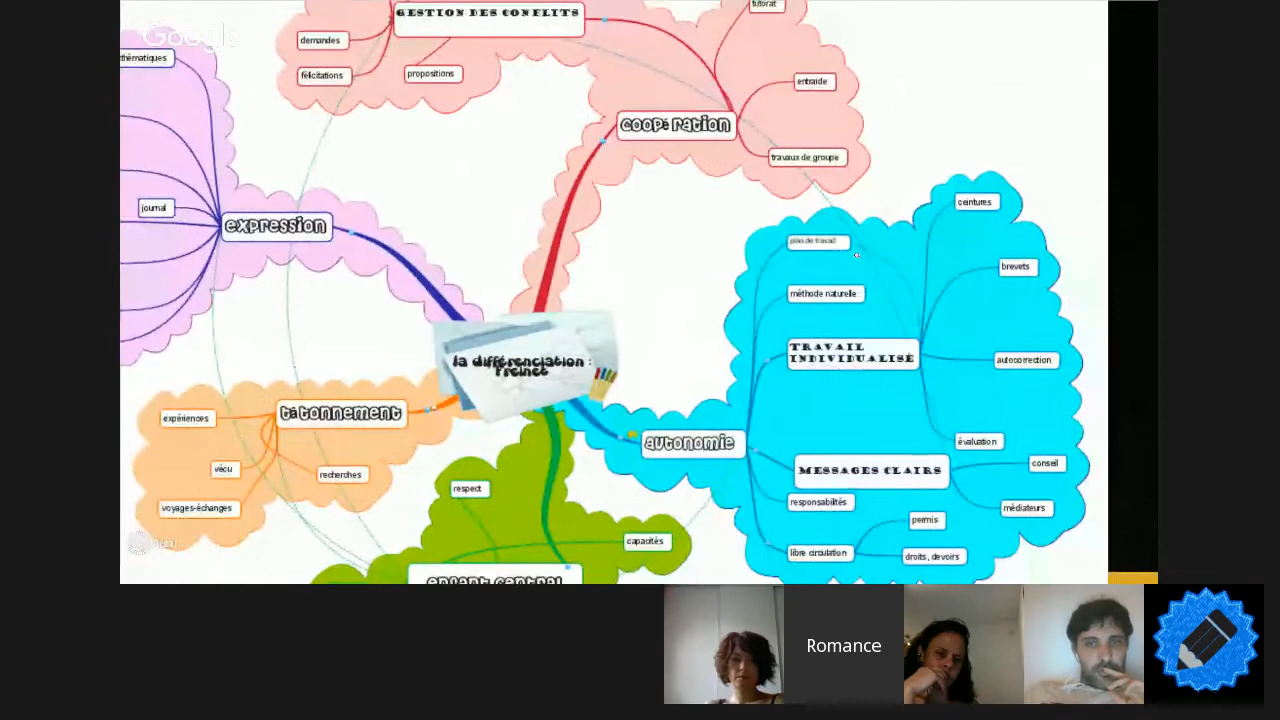 GESTION DES CONFLITS
tutorat
Google
demandes
thématiques
félicitations
propositions
entraide
coopération
travaux de groupe
ceintures
journal
expression
plan de travail
brevets
méthode naturelle
TRAVAIL
INDIVIDUALISÉ
autocorrection
la différenciation :
Freinet
expériences
tâtonnement
autonomie
évaluation
vécu
recherches
MESSAGES CLAIRS
conseil
respect
voyages-échanges
responsabilités
médiateurs
permis
capacités
libre circulation
droits, devoirs
enfant central
Romance